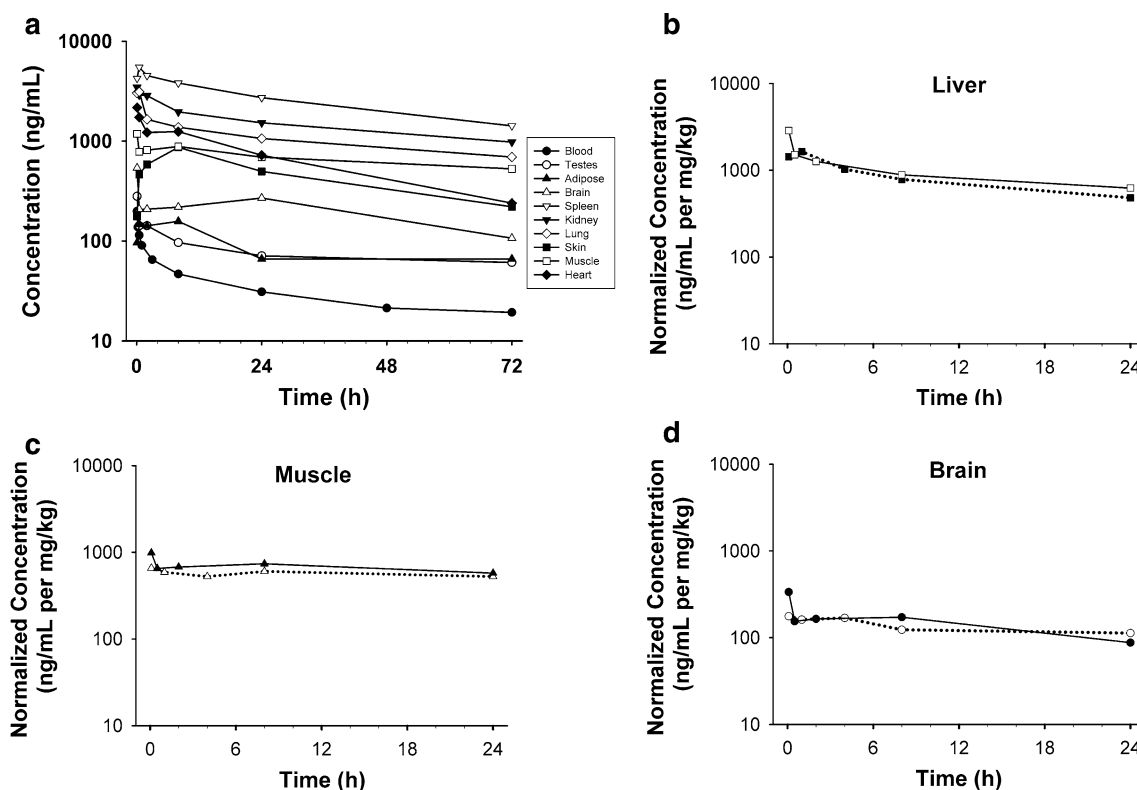 a
10000
1000
100
10
Concentration (ng/mL)
0
24
48
72
Time (h)
Blood
Testes
Adipose
Brain
Spleen
Kidney
Lung
Skin
Muscle
Heart
b
Liver
10000
1000
100
10
Normalized Concentration
(ng/mL per mg/kg)
0
6
12
18
24
Time (h)
c
Muscle
10000
1000
100
10
Normalized Concentration
(ng/mL per mg/kg)
0
6
12
18
24
Time (h)
d
Brain
10000
1000
100
10
Normalized Concentration
(ng/mL per mg/kg)
0
6
12
18
24
Time (h)